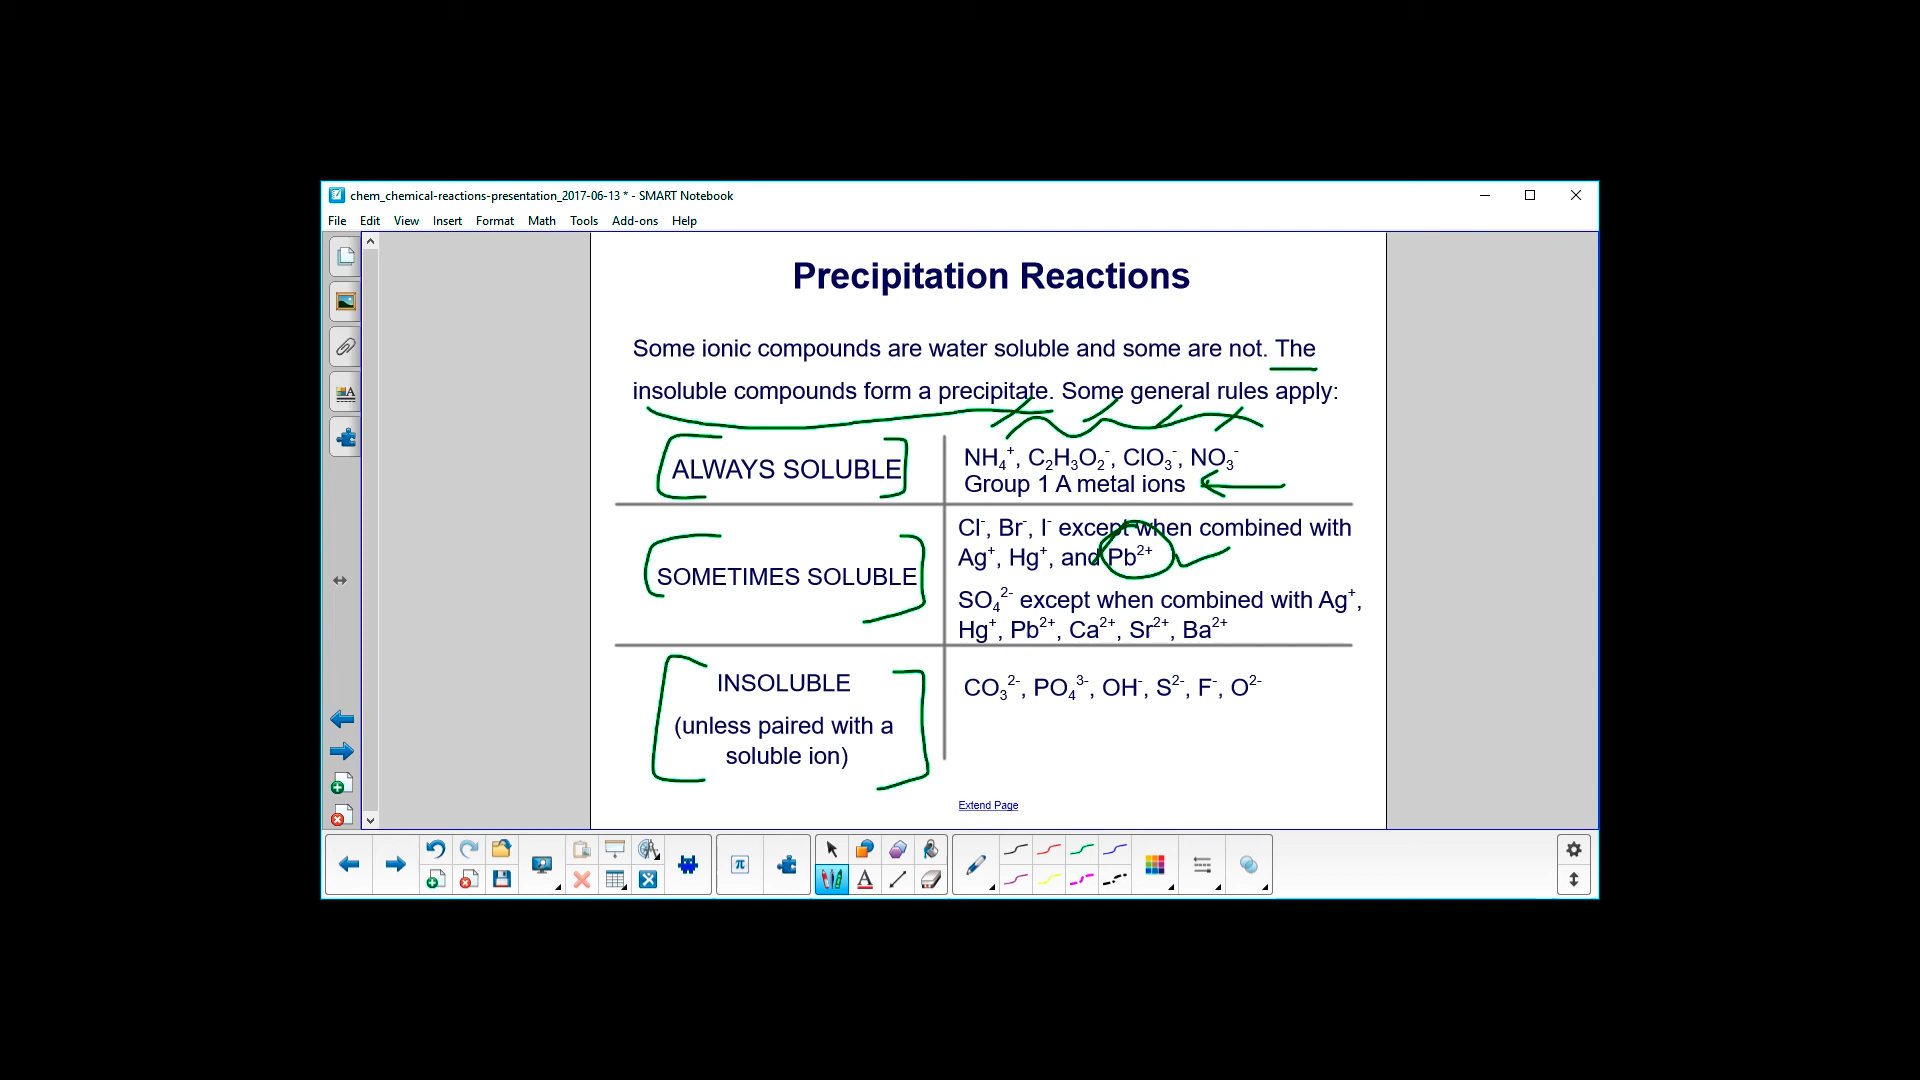 chem_chemical-reactions-presentation_2017-06-13 * - SMART Notebook
File Edit View Insert Format Math Tools Add-ons Help
Precipitation Reactions
Some ionic compounds are water soluble and some are not. The
insoluble compounds form a precipitate. Some general rules apply:
ALWAYS SOLUBLE
NH₄⁺, C₂H₃O₂⁻, ClO₃⁻, NO₃⁻
Group 1 A metal ions
SOMETIMES SOLUBLE
Cl⁻, Br⁻, I⁻ except when combined with
Ag⁺, Hg⁺, and Pb²⁺
SO₄²⁻ except when combined with Ag⁺,
Hg⁺, Pb²⁺, Ca²⁺, Sr²⁺, Ba²⁺
INSOLUBLE
(unless paired with a
soluble ion)
CO₃²⁻, PO₄³⁻, OH⁻, S²⁻, F⁻, O²⁻
Extend Page